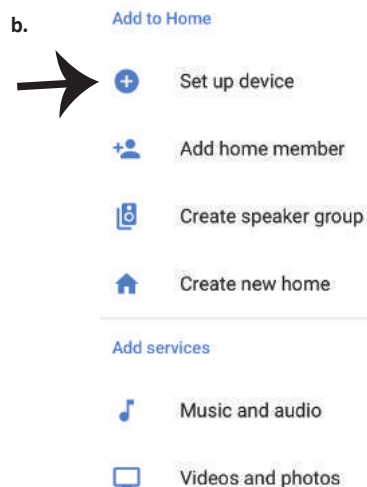 Add to Home
b.
Set up device
Add home member
Create speaker group
Create new home
Add services
Music and audio
Videos and photos